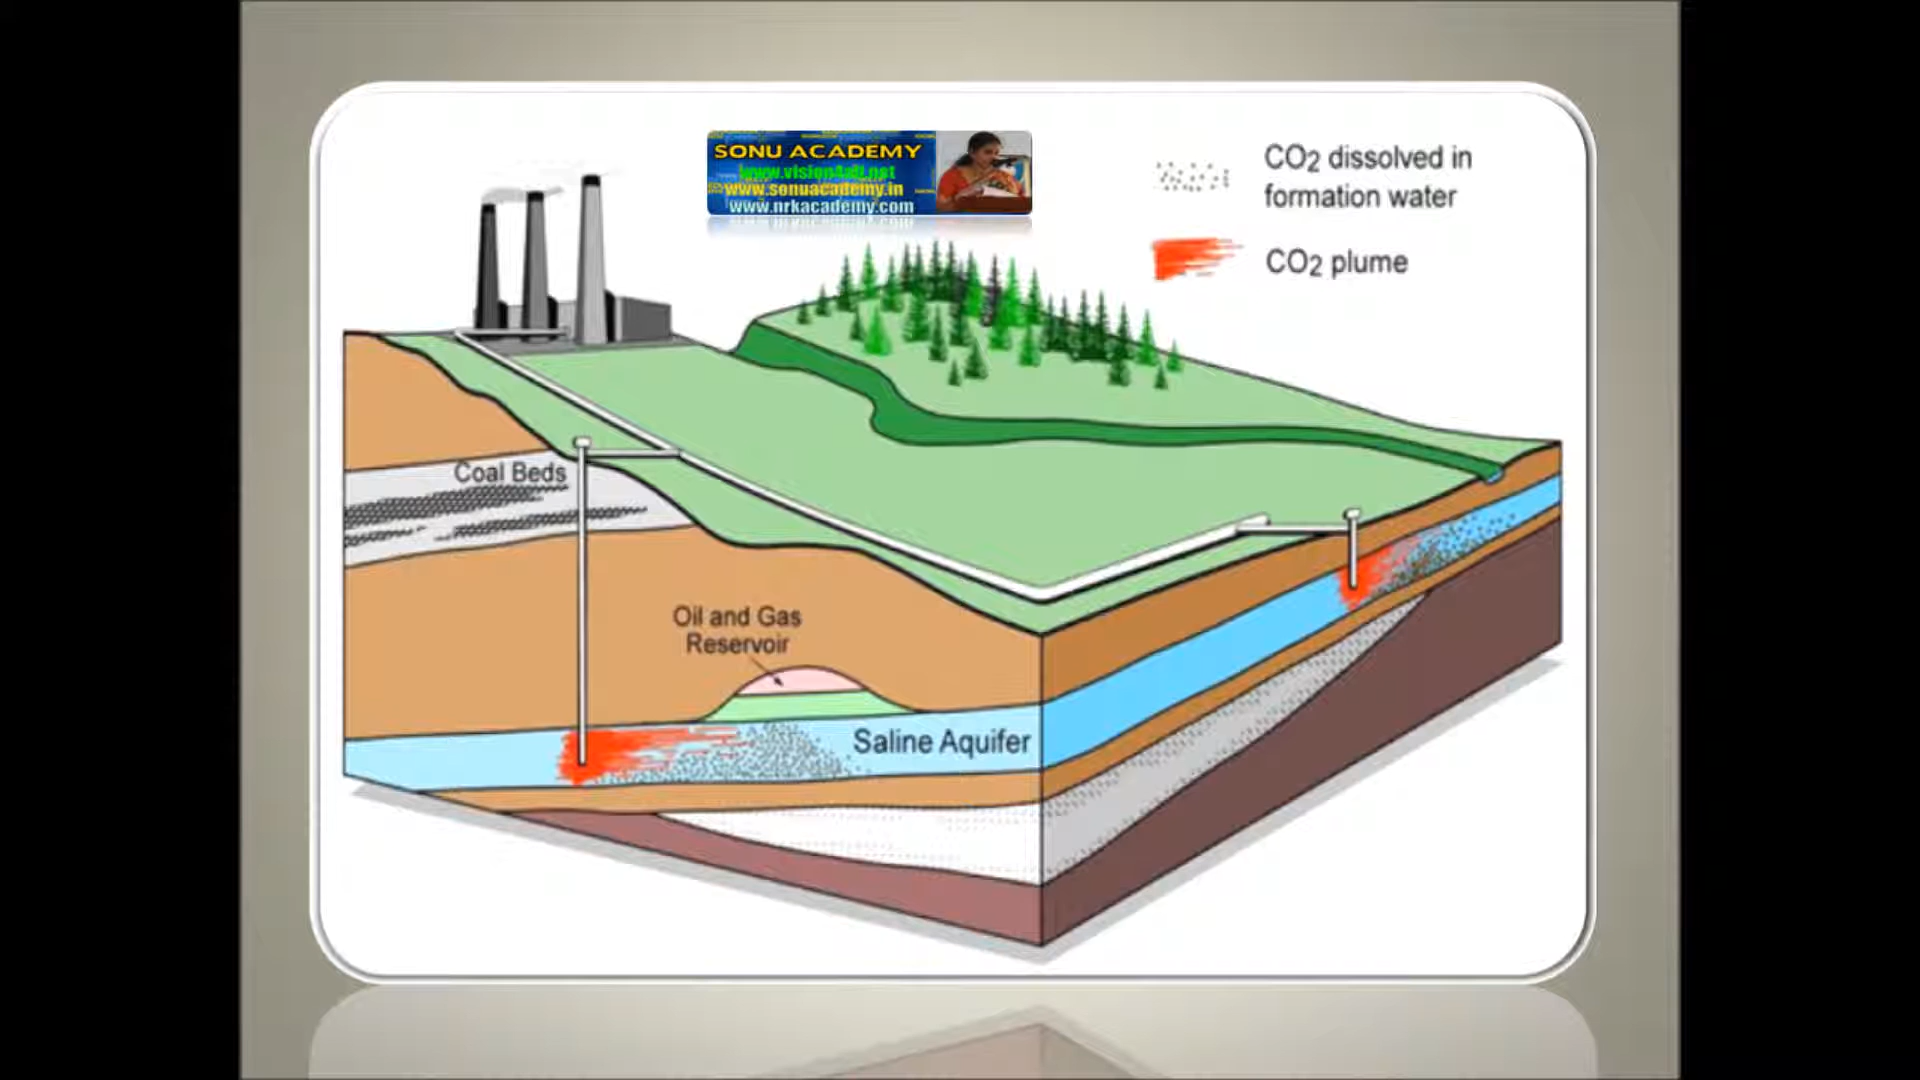 SONU ACADEMY
www.vision4all.net
www.sonuacademy.in
www.nrkacademy.com
CO2 dissolved in
formation water
CO2 plume
Coal Beds
Oil and Gas
Reservoir
Saline Aquifer